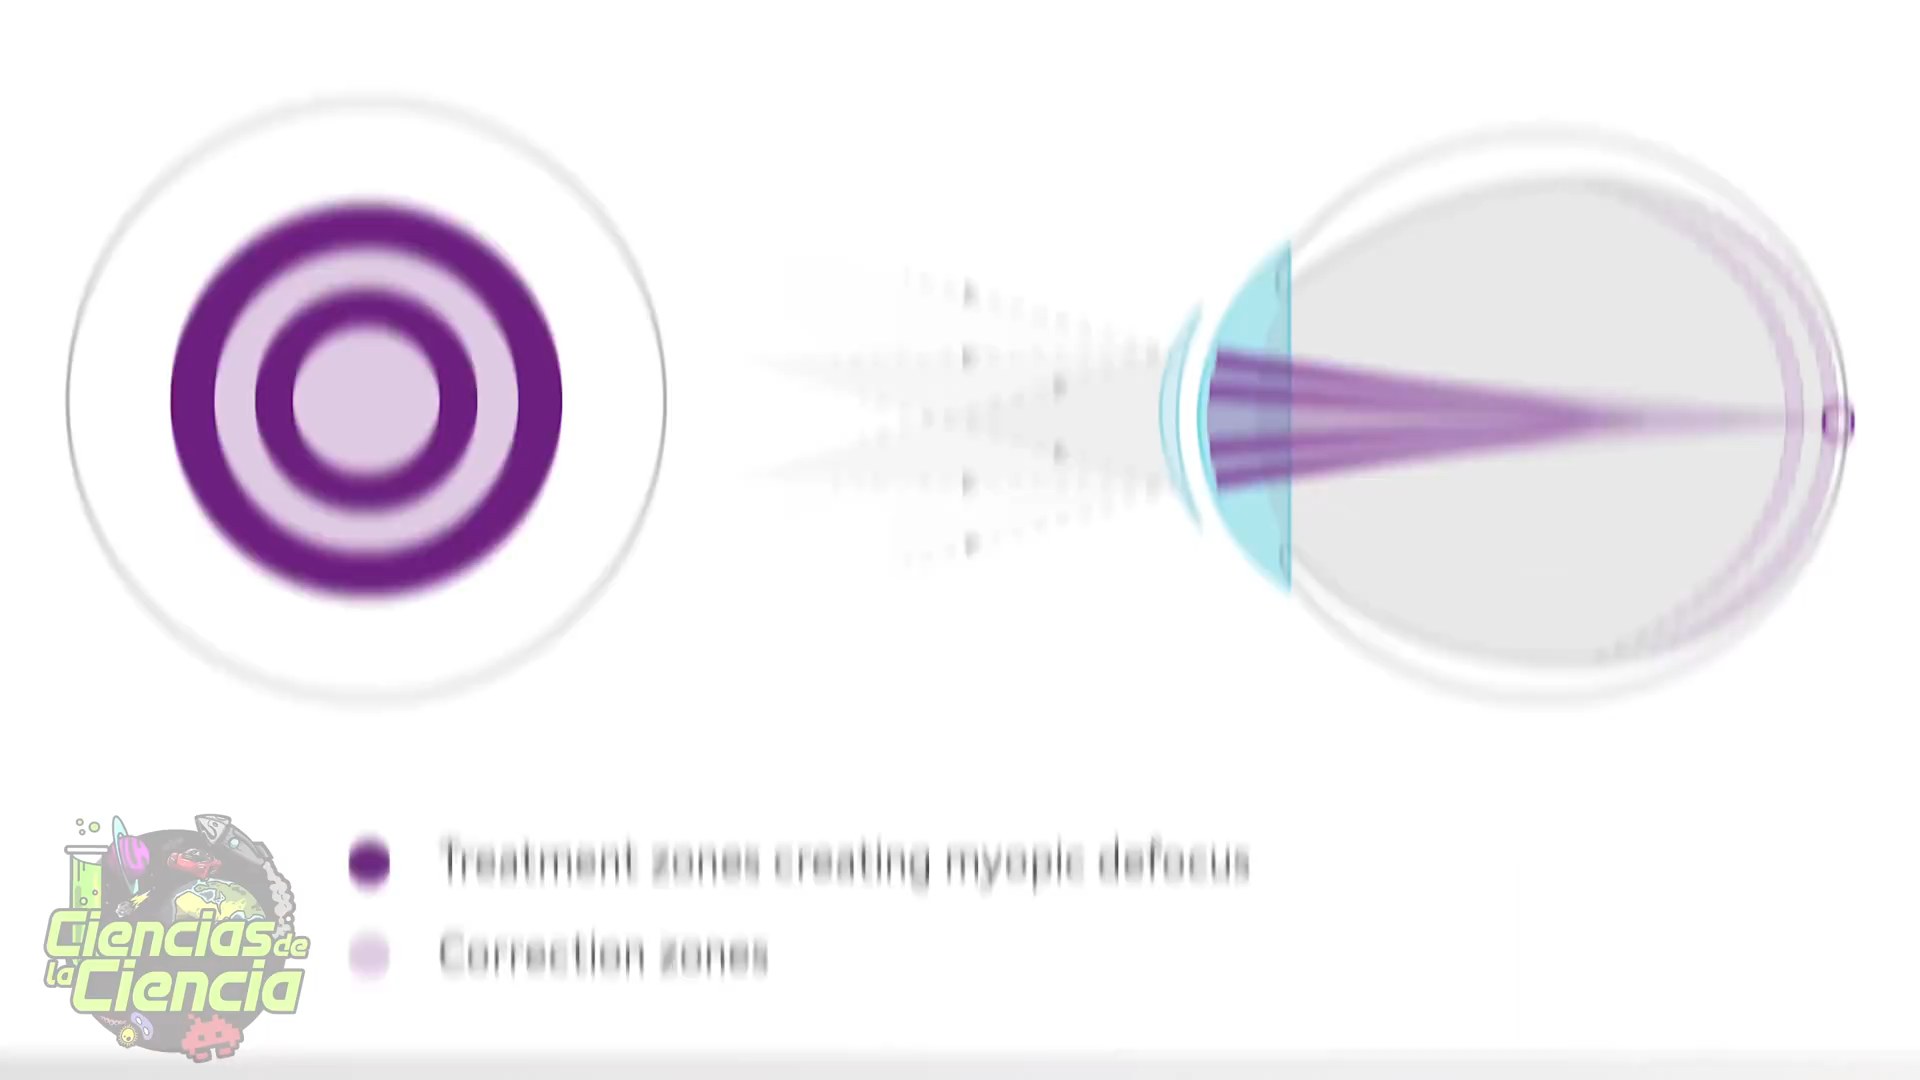 Treatment zones creating myopic defocus
Correction zones
Ciencias de
la Ciencia